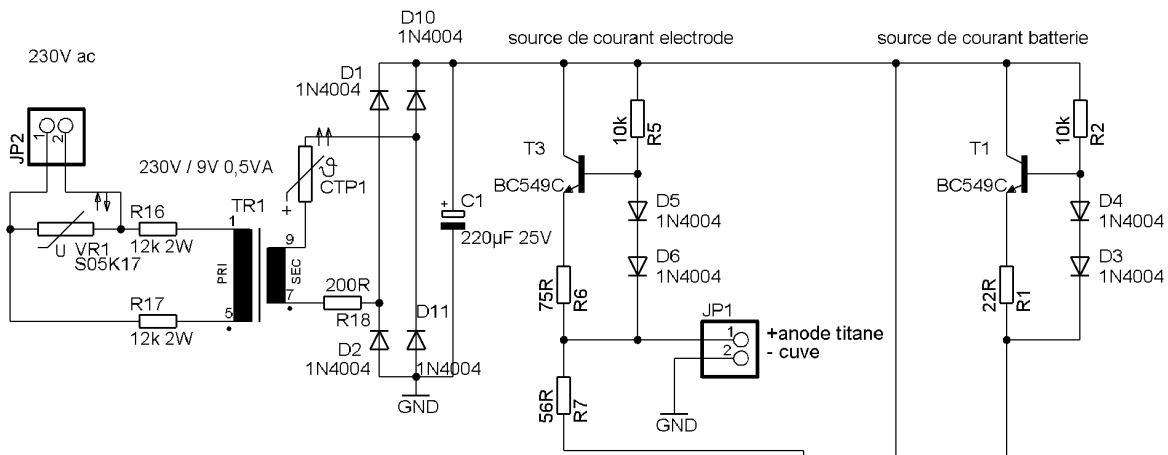 D10
1N4004
source de courant electrode
source de courant batterie
230V ac
D1
1N4004
JP2
1
2
10k
R5
10k
R2
T3
BC549C
T1
BC549C
230V / 9V 0,5VA
ϑ
CTP1
+
TR1
R16
12k 2W
1
9
U
VR1
S05K17
PRI
SEC
+
C1
220µF 25V
D5
1N4004
D4
1N4004
D6
1N4004
D3
1N4004
R17
12k 2W
5
7
200R
R18
D11
1N4004
D2
1N4004
75R
R6
22R
R1
JP1
1
2
+anode titane
- cuve
GND
56R
R7
GND